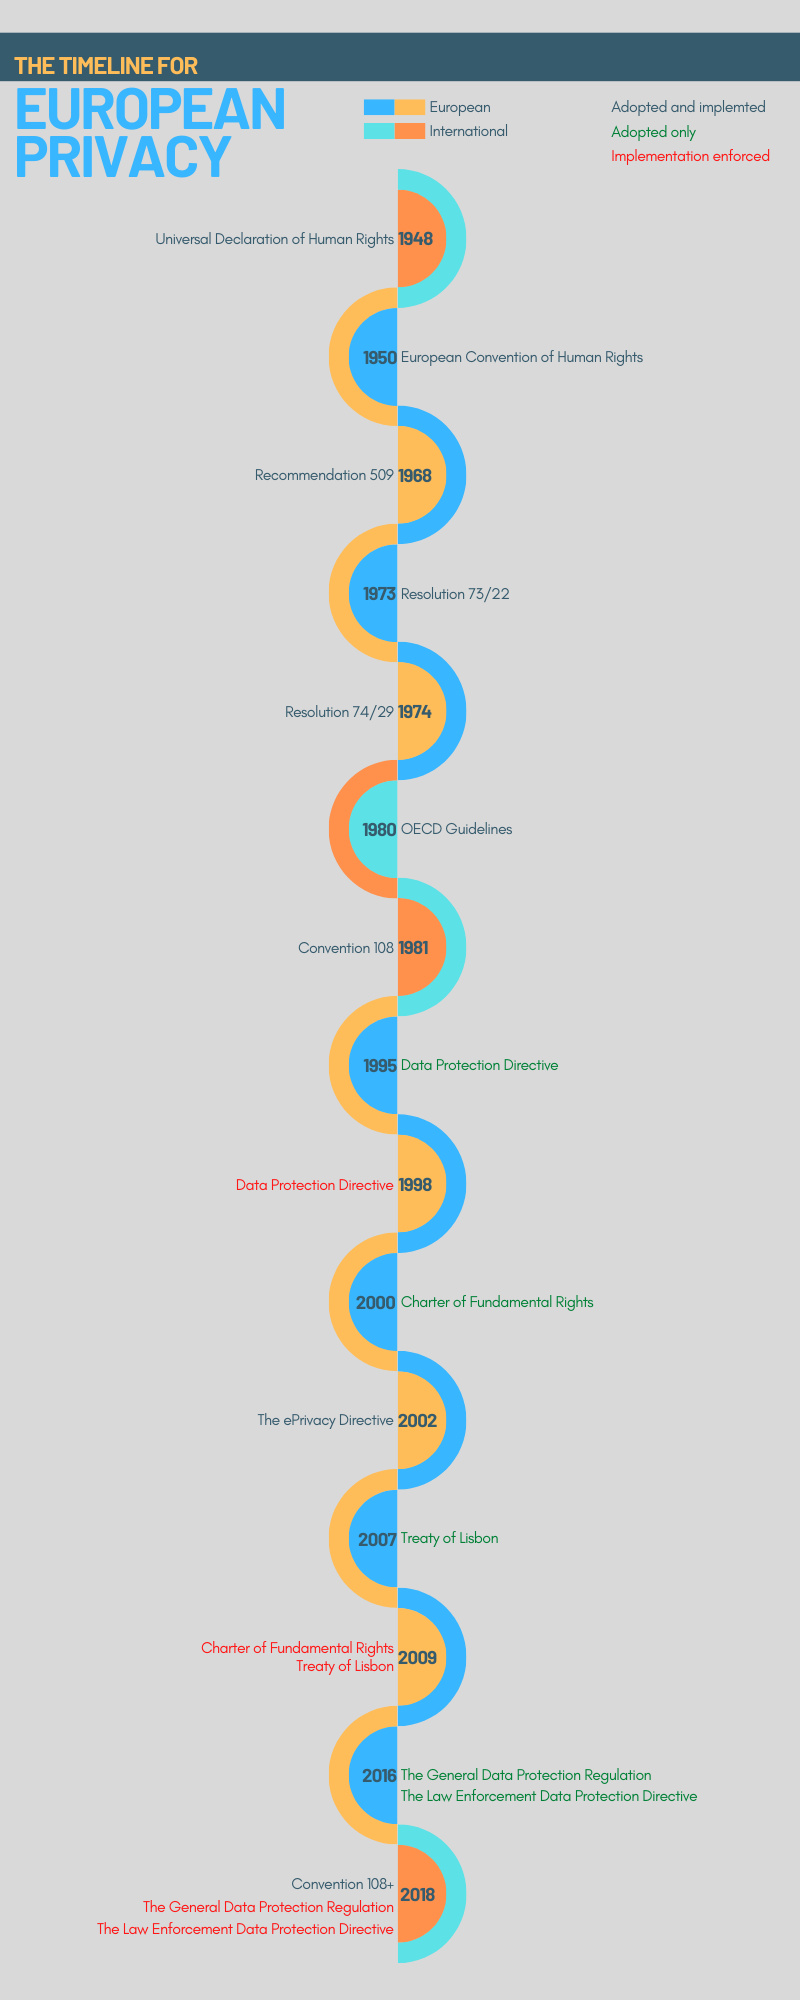 THE TIMELINE FOR
EUROPEAN
PRIVACY
European
International
Adopted and implemted
Adopted only
Implementation enforced
Universal Declaration of Human Rights 1948
1950 European Convention of Human Rights
Recommendation 509 1968
1973 Resolution 73/22
Resolution 74/29 1974
1980 OECD Guidelines
Convention 108 1981
1995 Data Protection Directive
Data Protection Directive 1998
2000 Charter of Fundamental Rights
The ePrivacy Directive 2002
2007 Treaty of Lisbon
Charter of Fundamental Rights
Treaty of Lisbon
2009
2016 The General Data Protection Regulation
The Law Enforcement Data Protection Directive
Convention 108+
2018
The General Data Protection Regulation
The Law Enforcement Data Protection Directive